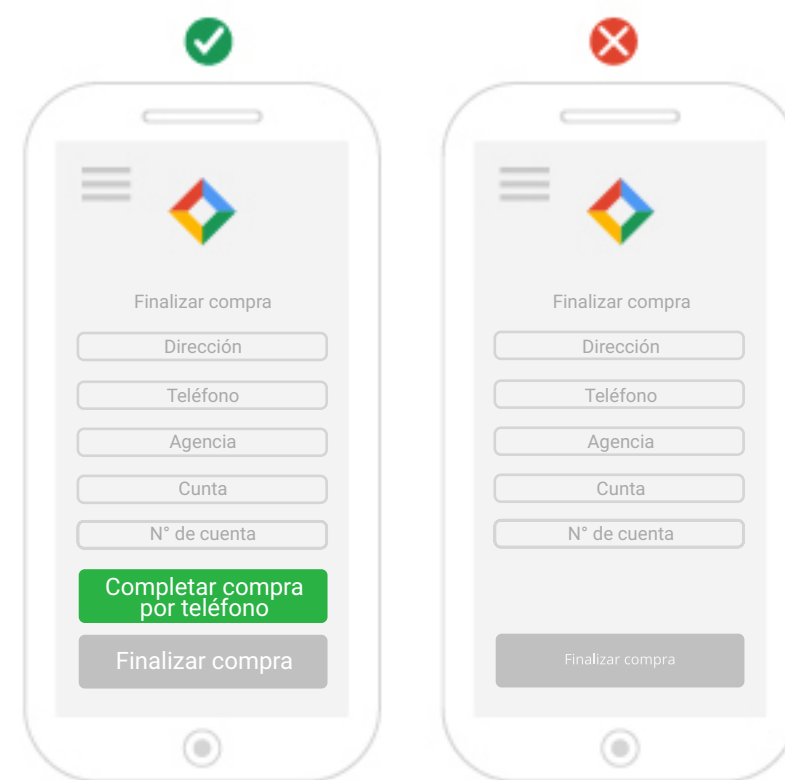 Finalizar compra
Dirección
Teléfono
Agencia
Cunta
N° de cuenta
Completar compra
por teléfono
Finalizar compra
Finalizar compra
Dirección
Teléfono
Agencia
Cunta
N° de cuenta
Finalizar compra